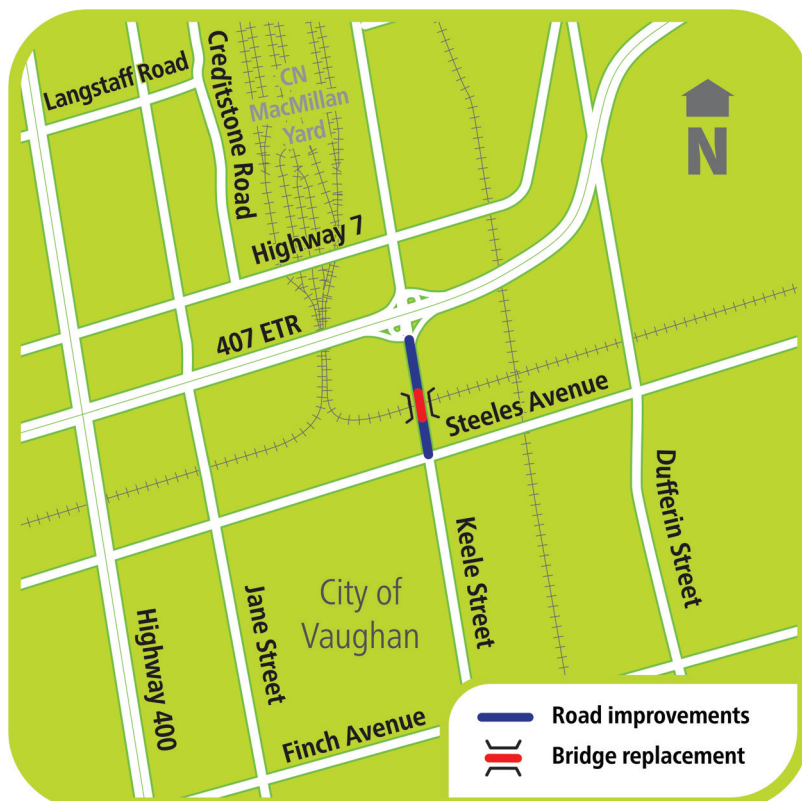 Langstaff Road
Creditstone Road
CN
MacMillan
Yard
N
Highway 7
407 ETR
Steeles Avenue
Dufferin Street
Keele Street
City of
Vaughan
Jane Street
Highway 400
Finch Avenue
Road improvements
Bridge replacement